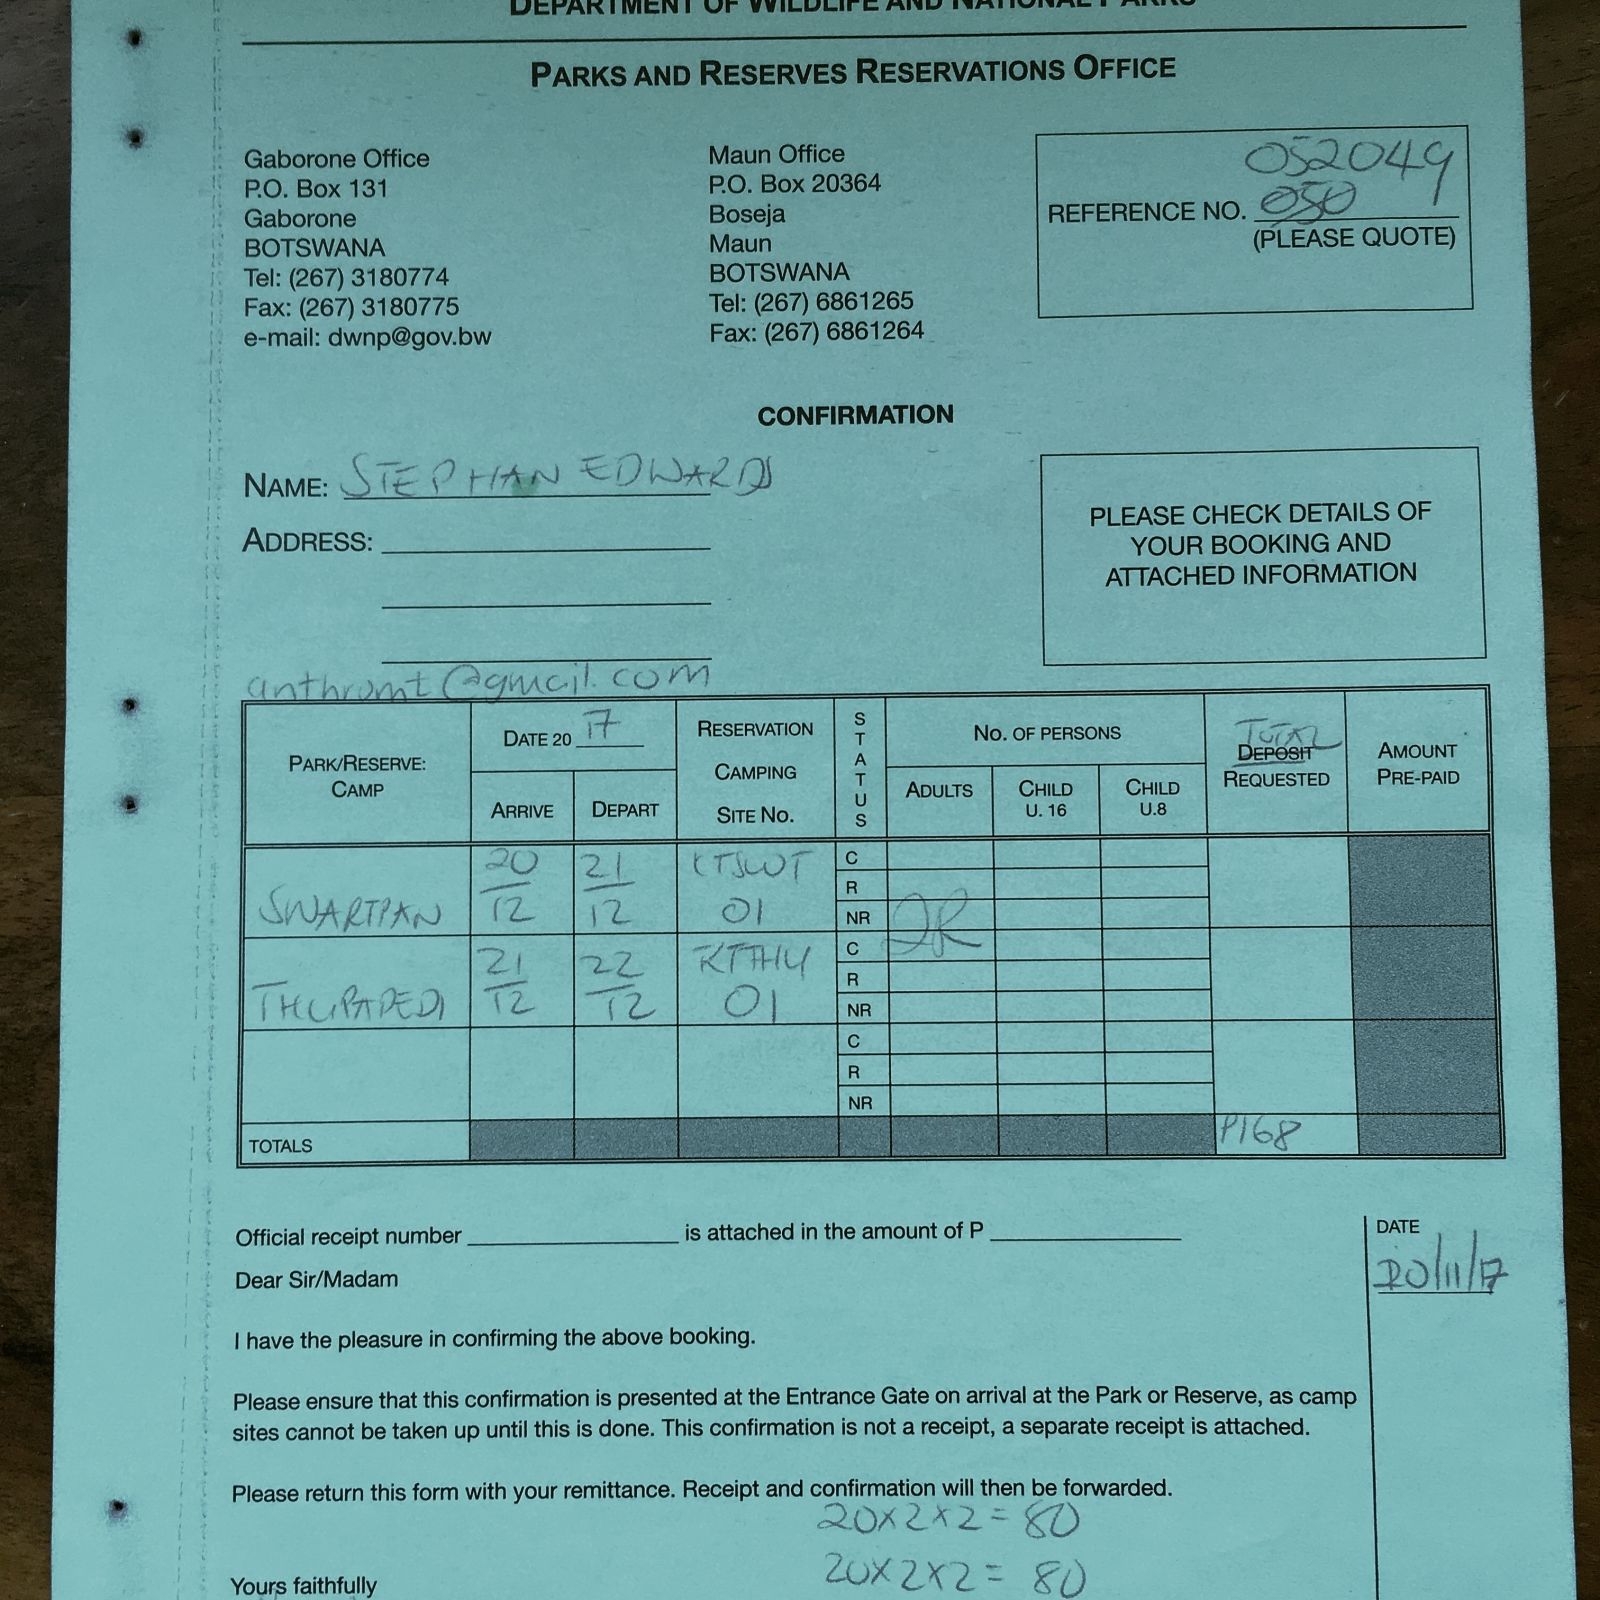 DEPARTMENT OF WILDLIFE AND NATIONAL PARKS
PARKS AND RESERVES RESERVATIONS OFFICE
Gaborone Office
P.O. Box 131
Gaborone
BOTSWANA
Tel: (267) 3180774
Fax: (267) 3180775
e-mail: dwnp@gov.bw
Maun Office
P.O. Box 20364
Boseja
Maun
BOTSWANA
Tel: (267) 6861265
Fax: (267) 6861264
052049
REFERENCE NO. 050
(PLEASE QUOTE)
CONFIRMATION
NAME: STEPHAN EDWARDS
ADDRESS:
PLEASE CHECK DETAILS OF
YOUR BOOKING AND
ATTACHED INFORMATION
anthromt@gmail.com
PARK/RESERVE:
CAMP
DATE 20 17
ARRIVE
DEPART
RESERVATION
CAMPING
SITE No.
STATUS
No. OF PERSONS
ADULTS
CHILD
U. 16
CHILD
U.8
TOTAL
DEPOSIT
REQUESTED
AMOUNT
PRE-PAID
SWARTPAN
20
12
21
12
01
C
R
NR
2R
THUPAPEDI
21
12
22
12
KTTHU
01
C
R
NR
C
R
NR
TOTALS
P168
Official receipt number is attached in the amount of P
DATE
20/11/17
Dear Sir/Madam
I have the pleasure in confirming the above booking.
Please ensure that this confirmation is presented at the Entrance Gate on arrival at the Park or Reserve, as camp
sites cannot be taken up until this is done. This confirmation is not a receipt, a separate receipt is attached.
Please return this form with your remittance. Receipt and confirmation will then be forwarded.
20x2x2=80
20x2x2=80
Yours faithfully